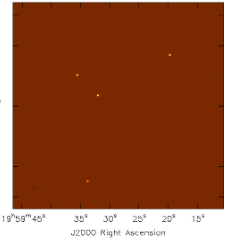 19ʰ59ᵐ45ˢ 35ˢ 30ˢ 25ˢ 20ˢ 15ˢ
J2000 Right Ascension